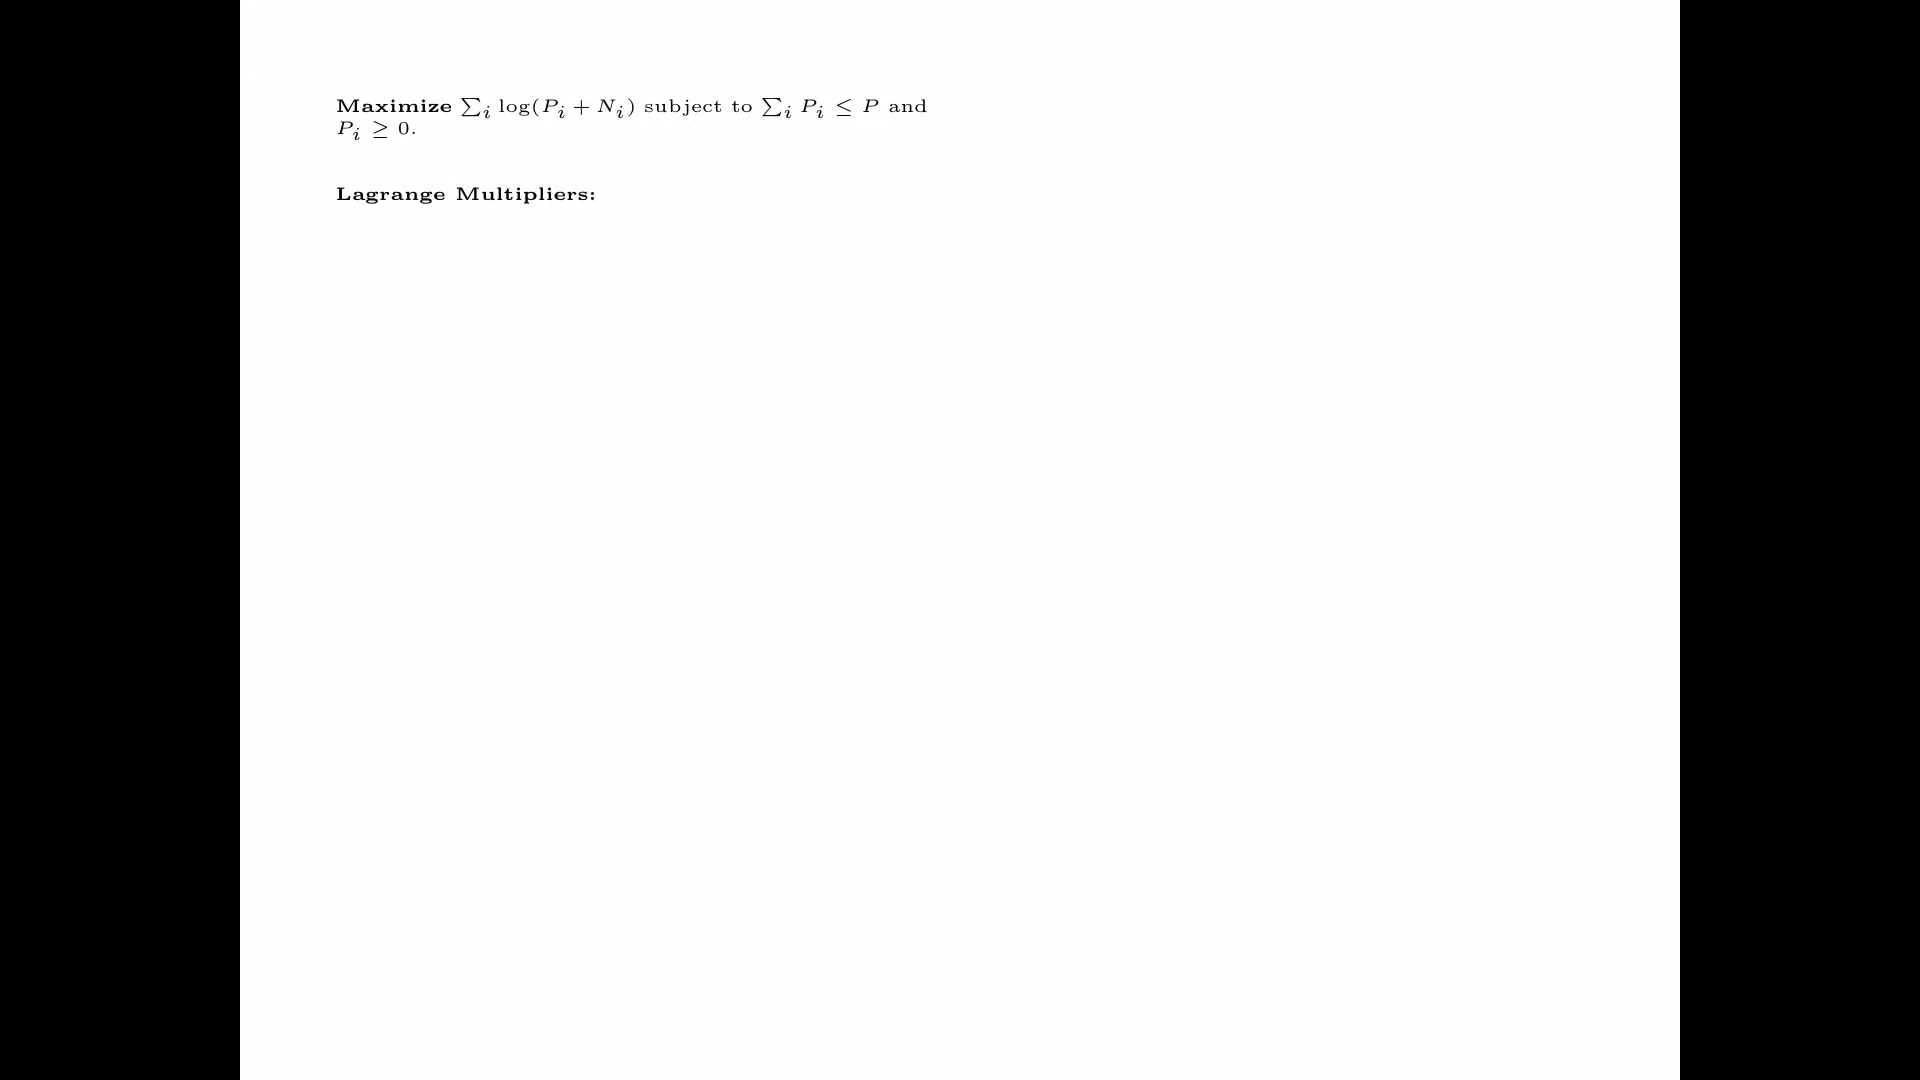 Maximize ∑_i log(P_i + N_i) subject to ∑_i P_i ≤ P and
P_i ≥ 0.
Lagrange Multipliers: